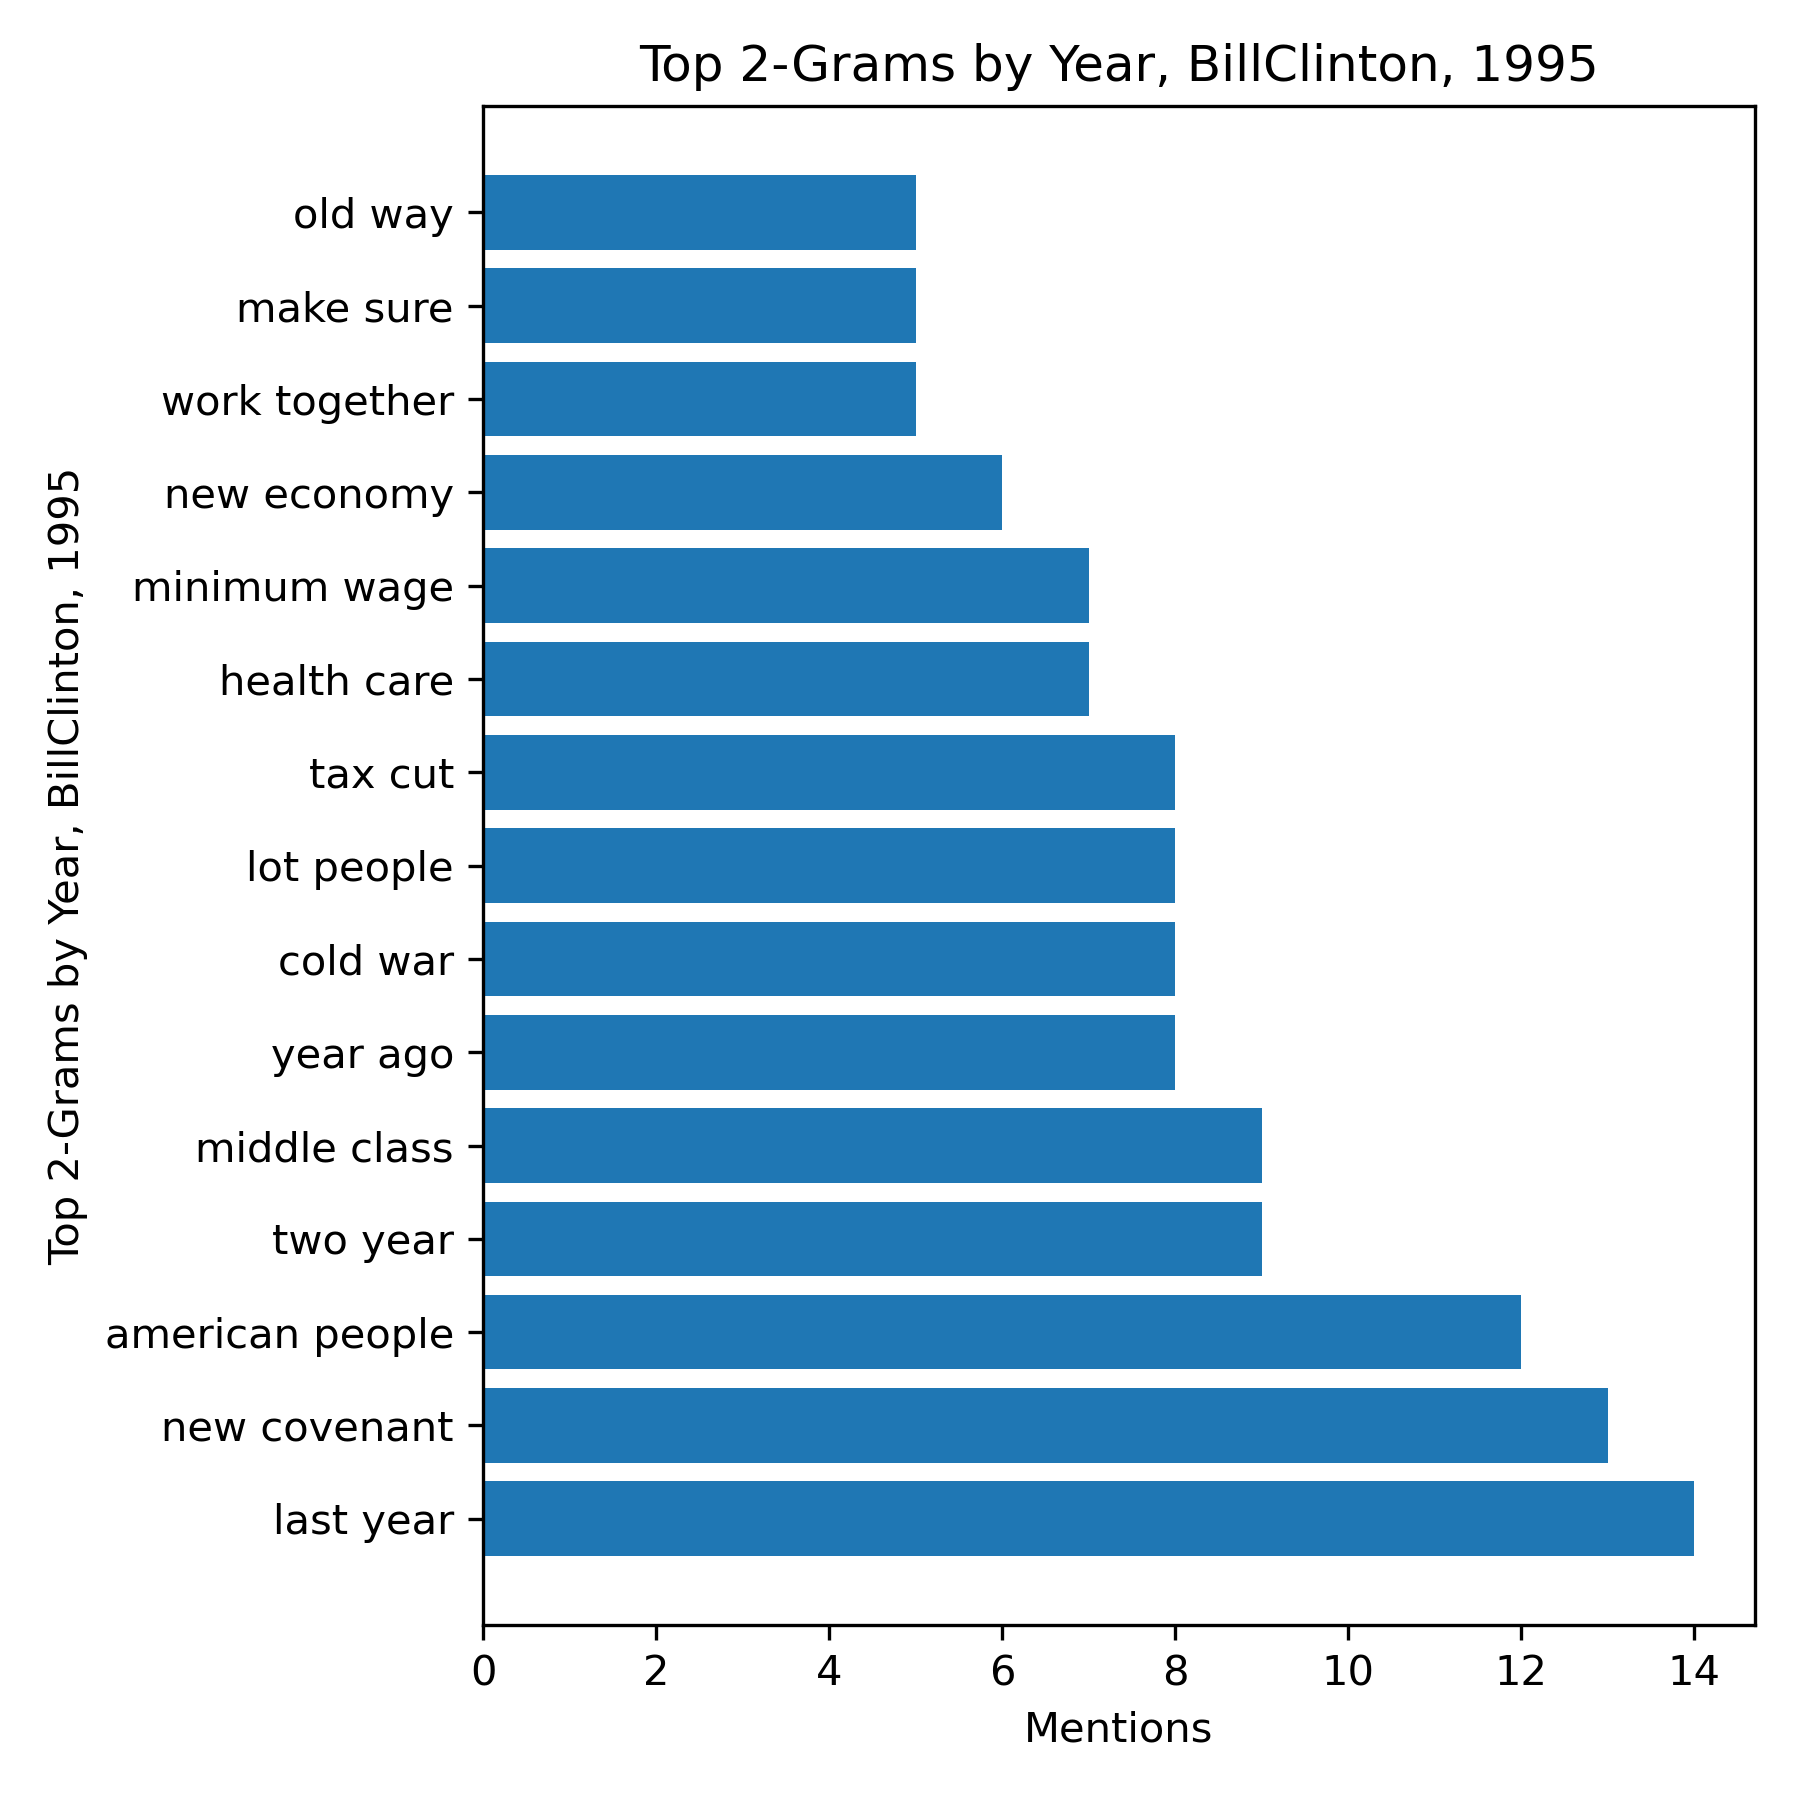 Top 2-Grams by Year, BillClinton, 1995
Top 2-Grams by Year, BillClinton, 1995
old way
make sure
work together
new economy
minimum wage
health care
tax cut
lot people
cold war
year ago
middle class
two year
american people
new covenant
last year
0 2 4 6 8 10 12 14
Mentions